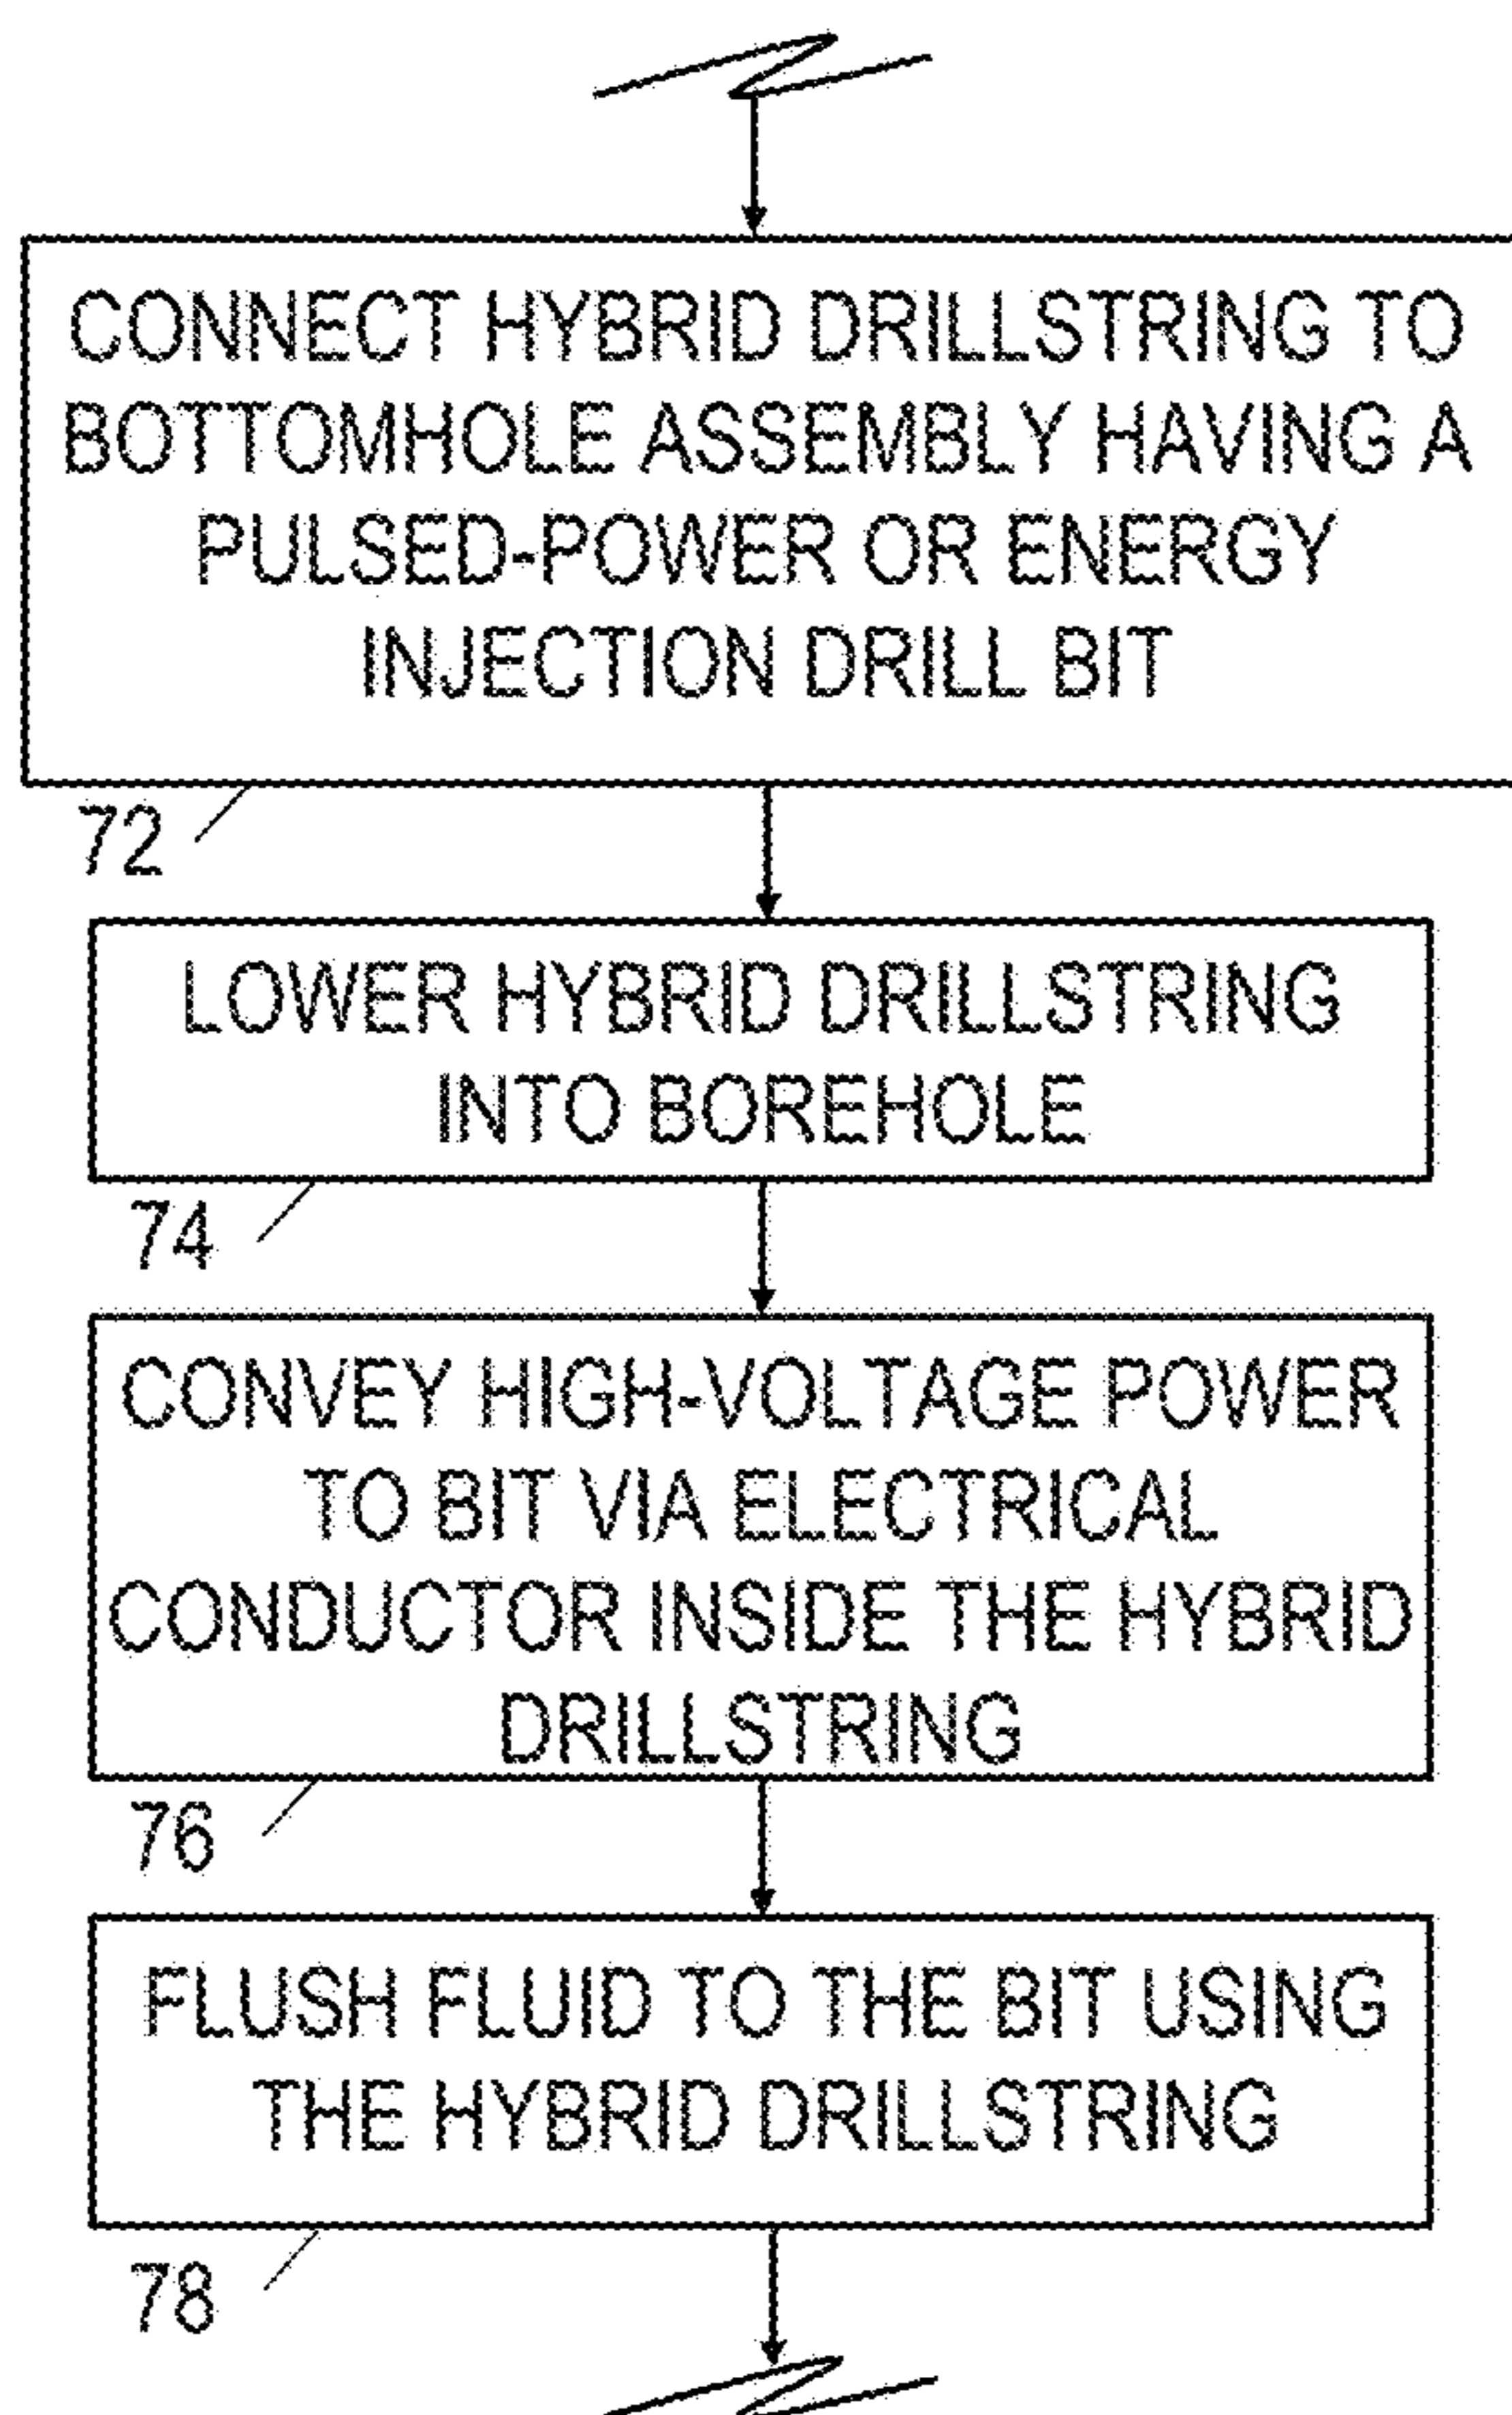 CONNECT HYBRID DRILLSTRING TO
BOTTOMHOLE ASSEMBLY HAVING A
PULSED-POWER OR ENERGY
INJECTION DRILL BIT
72
LOWER HYBRID DRILLSTRING
INTO BOREHOLE
74
CONVEY HIGH-VOLTAGE POWER
TO BIT VIA ELECTRICAL
CONDUCTOR INSIDE THE HYBRID
DRILLSTRING
76
FLUSH FLUID TO THE BIT USING
THE HYBRID DRILLSTRING
78